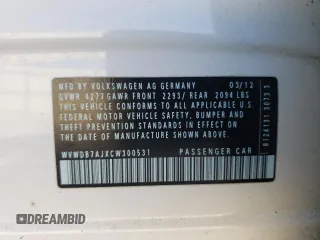 MFD BY VOLKSWAGEN AG GERMANY 03/12
GVWR 4277 GAWR FRONT 2293/ REAR 2094 LBS
THIS VEHICLE CONFORMS TO ALL APPLICABLE U.S.
FEDERAL MOTOR VEHICLE SAFETY,
BUMPER AND THEFT PREVENTION STANDARDS IN EFFECT
ON THE DATE OF MANUFACTURE SHOWN ABOVE
WVWDB7AJXCW300531 PASSENGER CAR
DREAMBID